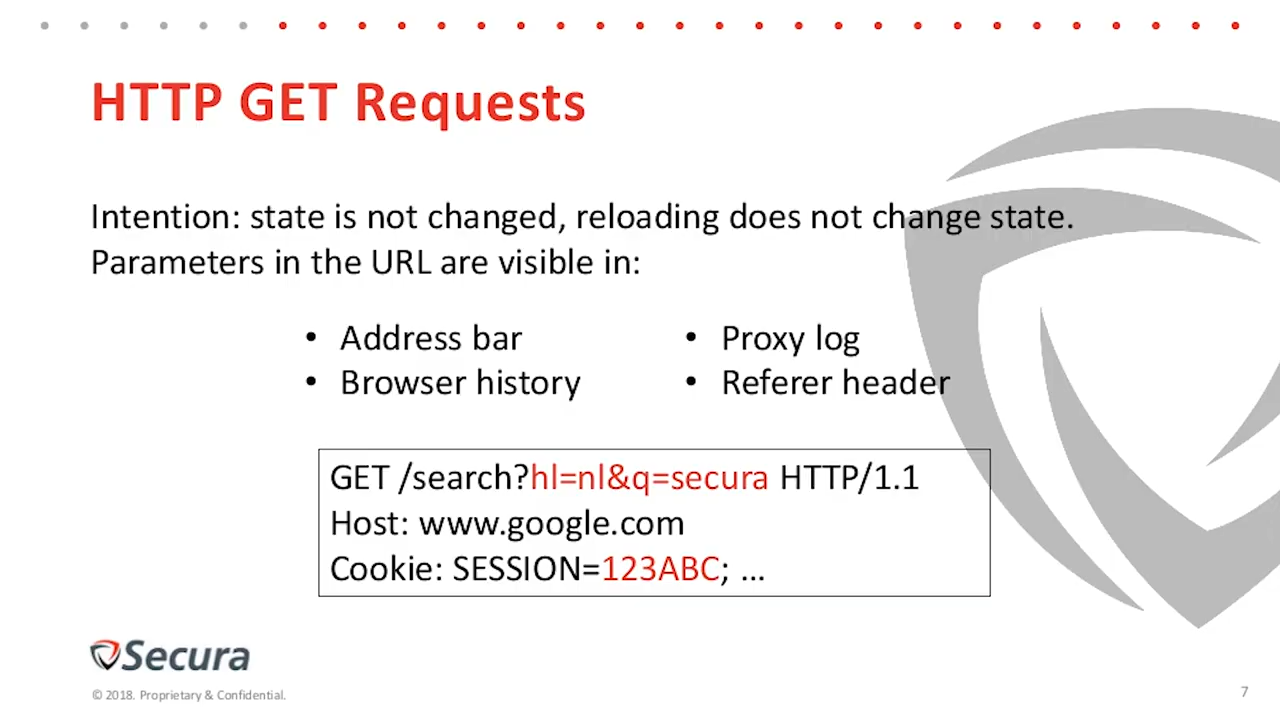 HTTP GET Requests
Intention: state is not changed, reloading does not change state.
Parameters in the URL are visible in:
• Address bar
• Browser history
• Proxy log
• Referer header
GET /search?hl=nl&q=secura HTTP/1.1
Host: www.google.com
Cookie: SESSION=123ABC; …
Secura
© 2018. Proprietary & Confidential.
7